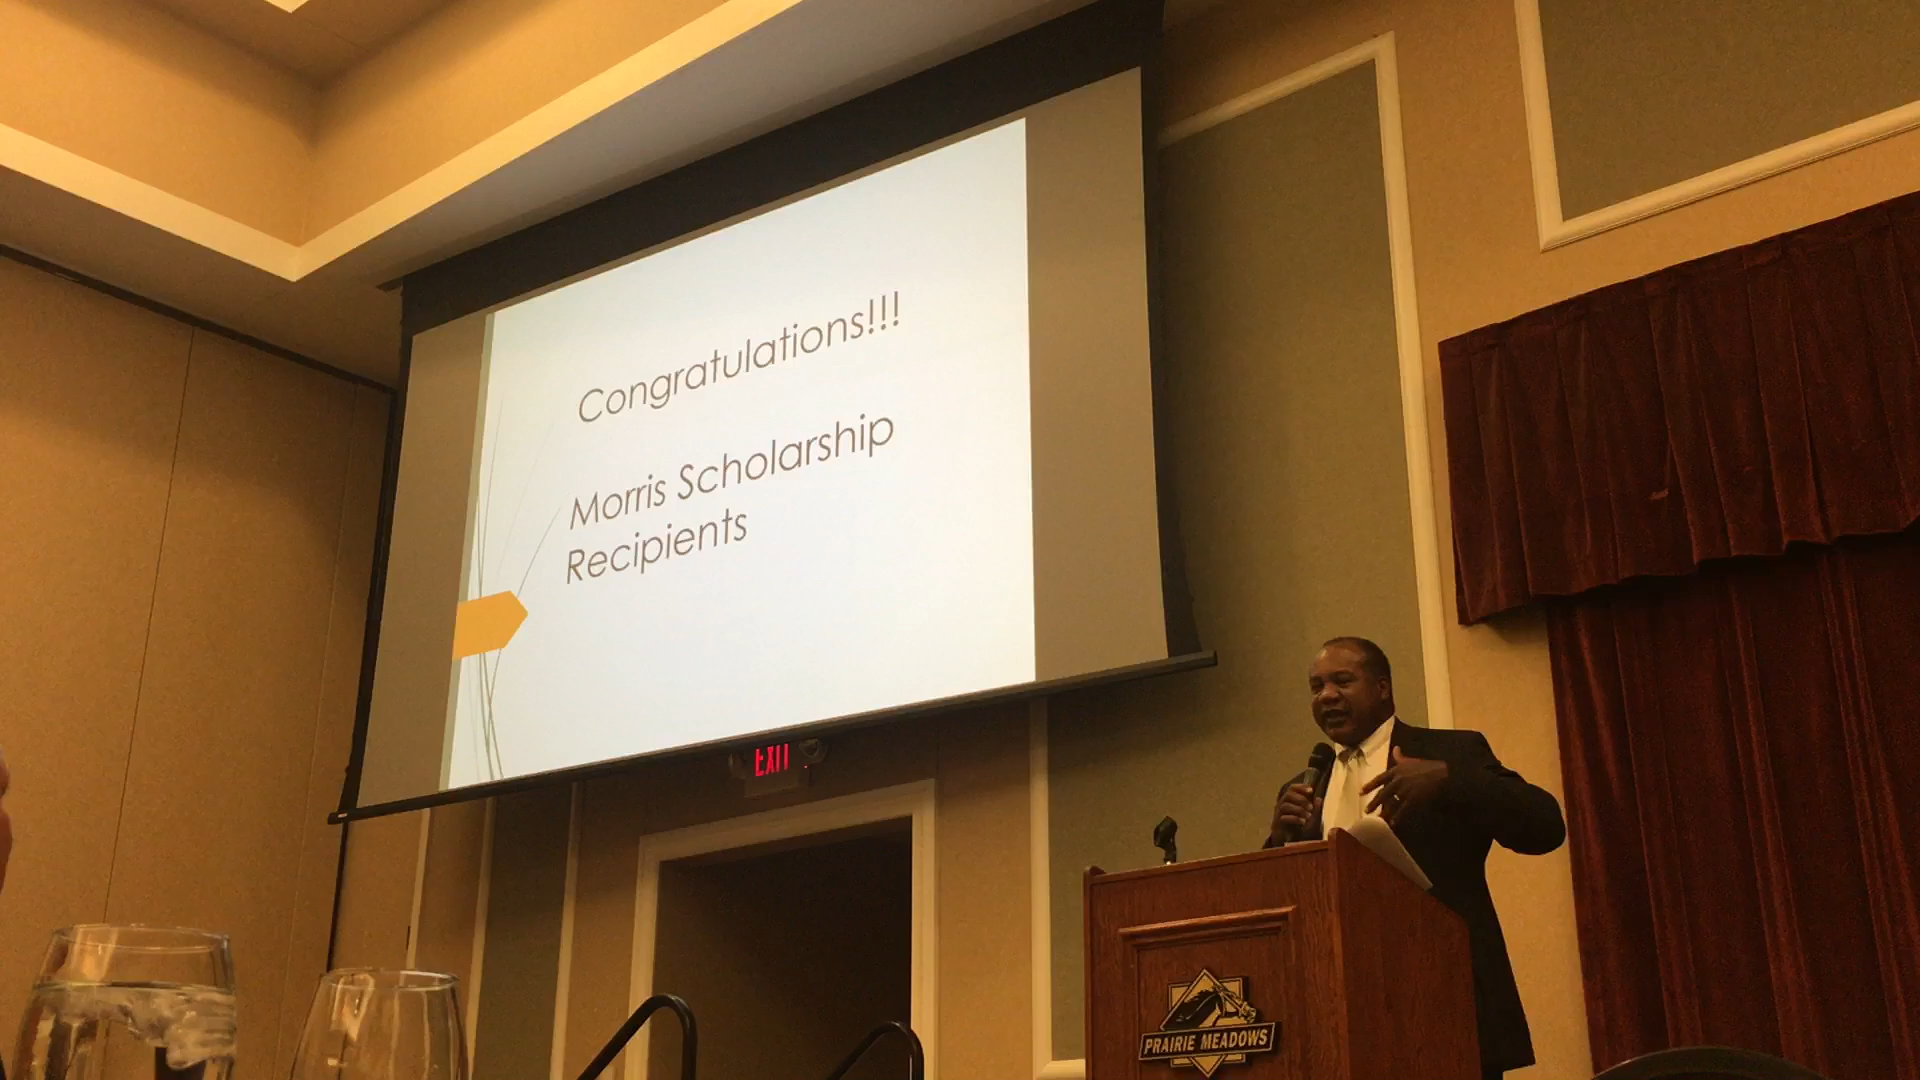 Congratulations!!!
Morris Scholarship
Recipients
EXIT
PRAIRIE MEADOWS